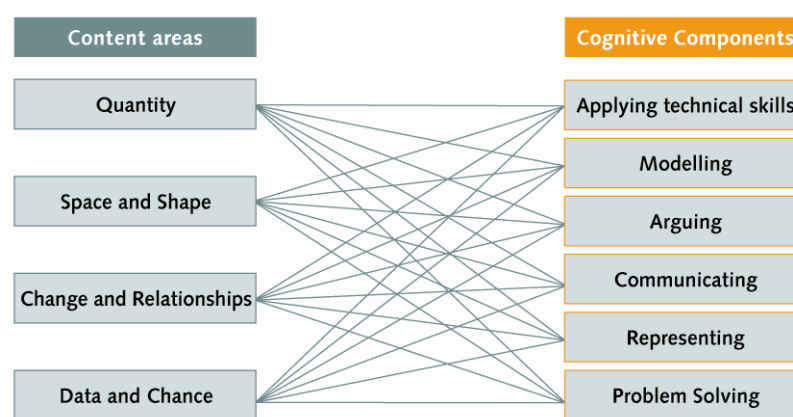 Content areas
Cognitive Components
Quantity
Applying technical skills
Modelling
Space and Shape
Arguing
Communicating
Change and Relationships
Representing
Data and Chance
Problem Solving